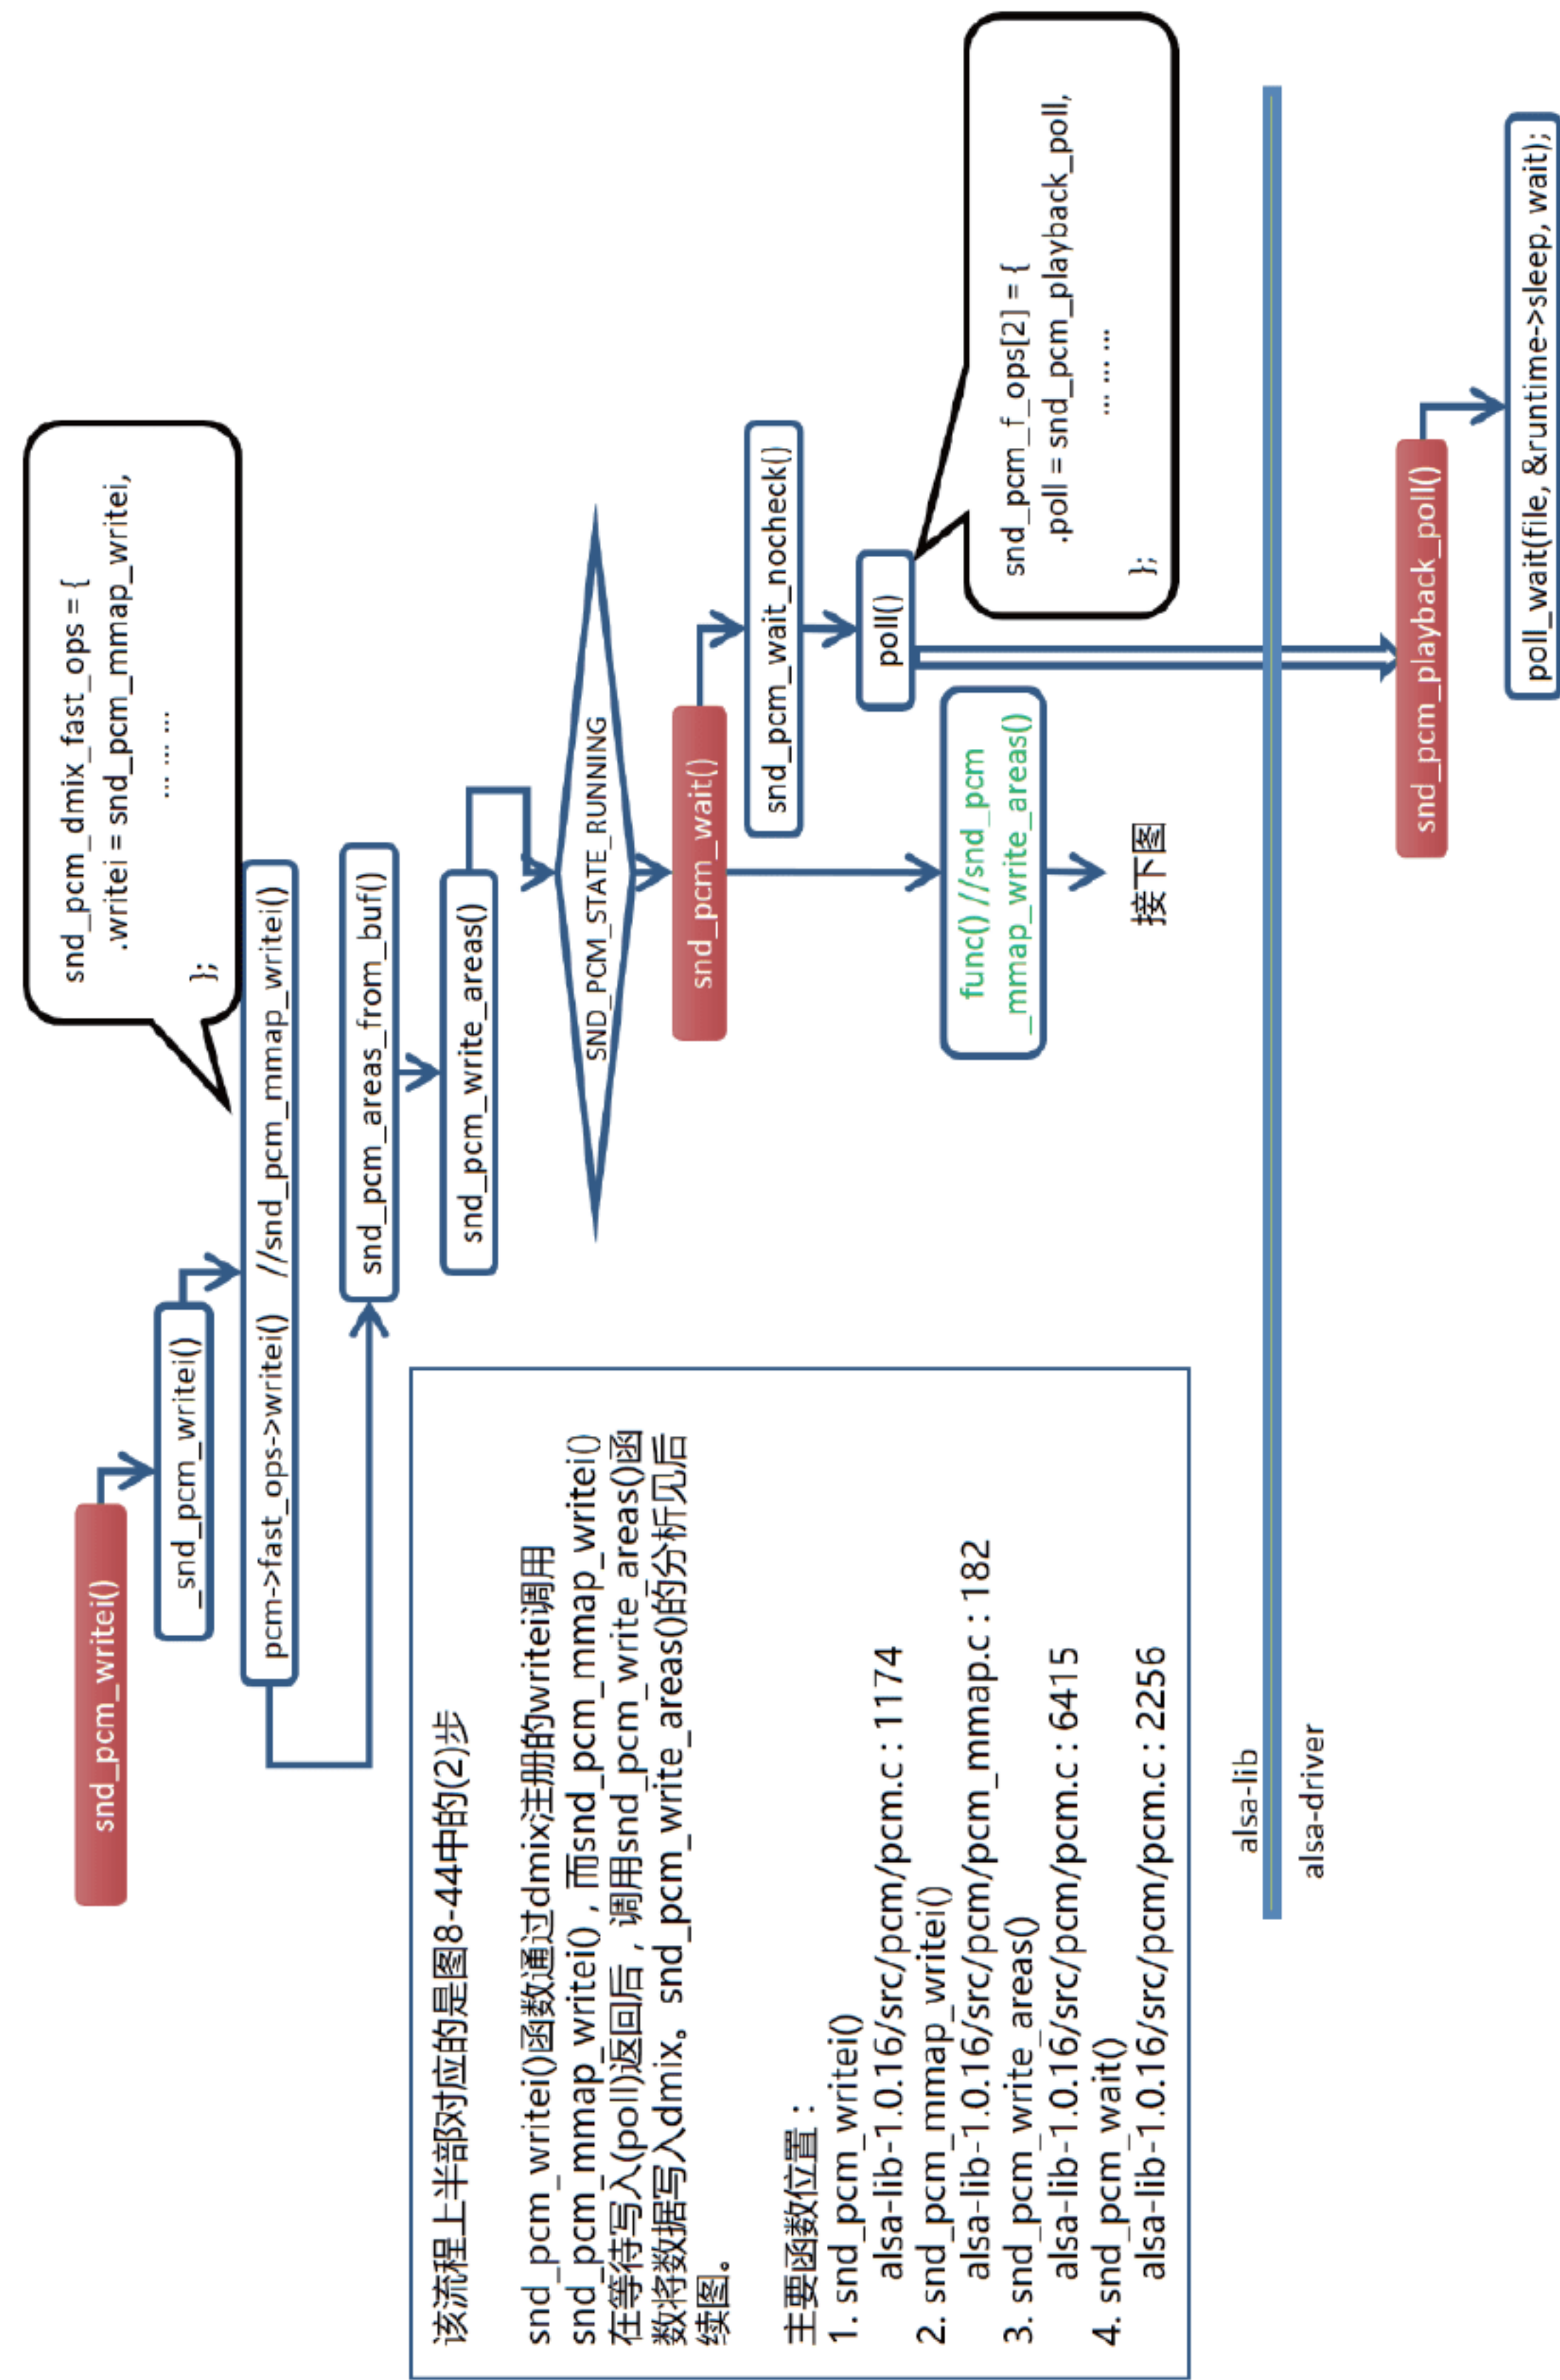 snd_pcm_writei()
_snd_pcm_writei()
pcm->fast_ops->writei() //snd_pcm_mmap_writei()
snd_pcm_dmix_fast_ops = {
.writei = snd_pcm_mmap_writei,
... ... ...
};
snd_pcm_areas_from_buf()
snd_pcm_write_areas()
SND_PCM_STATE_RUNNING
snd_pcm_wait()
snd_pcm_wait_nocheck()
poll()
snd_pcm_f_ops[2] = {
.poll = snd_pcm_playback_poll,
... ... ...
};
func() //snd_pcm
_mmap_write_areas()
接下图
该流程上半部对应的是图8-44中的(2)步
snd_pcm_writei()函数通过dmix注册的writei调用
snd_pcm_mmap_writei()，而snd_pcm_mmap_writei()
在等待写入(poll)返回后，调用snd_pcm_write_areas()函
数将数据写入dmix。snd_pcm_write_areas()的分析见后
续图。
主要函数位置：
1. snd_pcm_writei()
alsa-lib-1.0.16/src/pcm/pcm.c : 1174
2. snd_pcm_mmap_writei()
alsa-lib-1.0.16/src/pcm/pcm_mmap.c : 182
3. snd_pcm_write_areas()
alsa-lib-1.0.16/src/pcm/pcm.c : 6415
4. snd_pcm_wait()
alsa-lib-1.0.16/src/pcm/pcm.c : 2256
alsa-lib
alsa-driver
snd_pcm_playback_poll()
poll_wait(file, &runtime->sleep, wait);